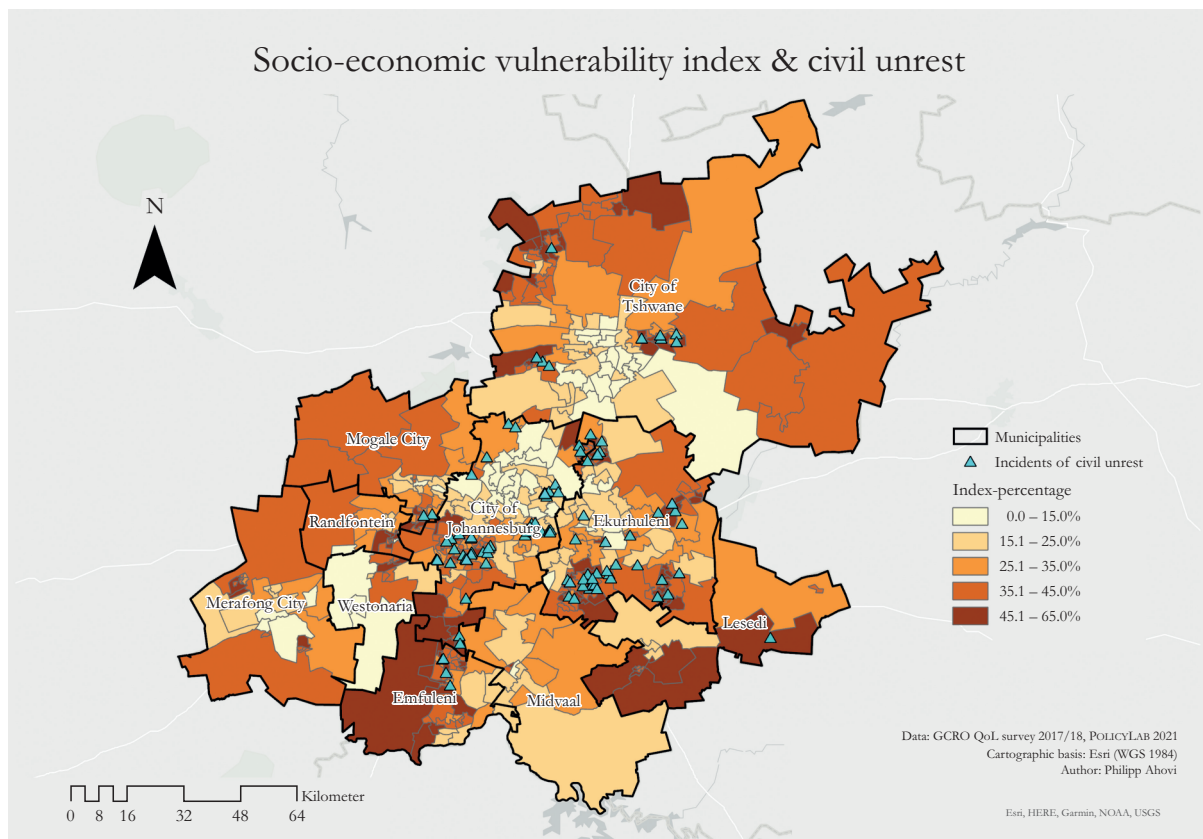 Socio-economic vulnerability index & civil unrest
N
City of
Tshwane
Mogale City
Randfontein
City of
Johannesburg
Ekurhuleni
Merafong City
Westonaria
Lesedi
Emfuleni
Midvaal
Municipalities
Incidents of civil unrest
Index-percentage
0.0 – 15.0%
15.1 – 25.0%
25.1 – 35.0%
35.1 – 45.0%
45.1 – 65.0%
Data: GCRO QoL survey 2017/18, POLICYLAB 2021
Cartographic basis: Esri (WGS 1984)
Author: Philipp Ahovi
Kilometer
0 8 16 32 48 64
Esri, HERE, Garmin, NOAA, USGS